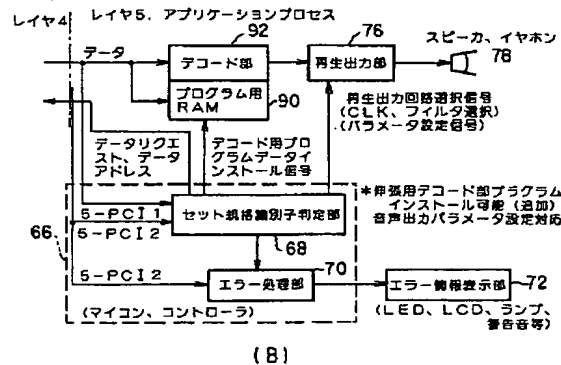 レイヤ4
レイヤ5．アプリケーションプロセス
データ
92
デコード部
プログラム用
RAM
90
76
再生出力部
スピーカ、イヤホン
78
再生出力回路選択信号
(CLK、フィルタ選択)
(パラメータ設定信号)
データリクエスト、データ
アドレス
デコード用プロ
グラムデータイ
ンストール信号
*伸張用デコード部プラグラム
インストール可能（追加）
音声出力パラメータ設定対応
5-PCI1
5-PCI2
セット規格識別子判定部
66
68
5-PCI2
エラー処理部
70
エラー情報表示部
72
(マイコン、コントローラ)
(LED、LCD、ランプ、
警告音等)
(B)